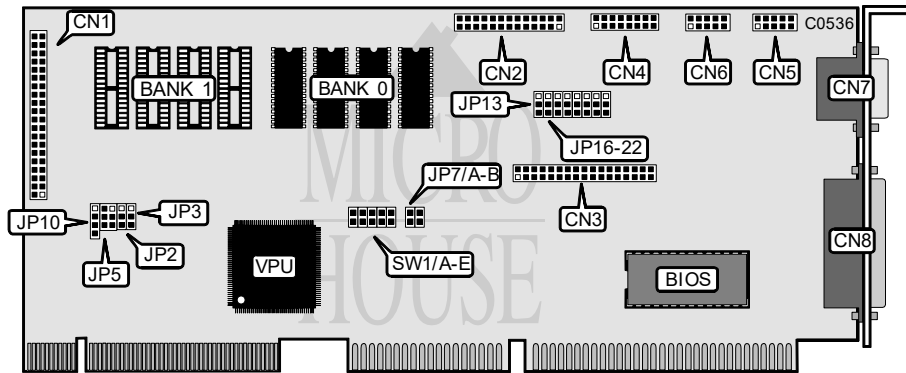 CN1
C0536
CN2
CN4
CN6
CN5
CN7
BANK 1
BANK 0
JP13
JP16-22
JP7/A-B
CN3
JP10
JP3
JP5
JP2
VPU
SW1/A-E
BIOS
CN8
MICRO
HOUSE